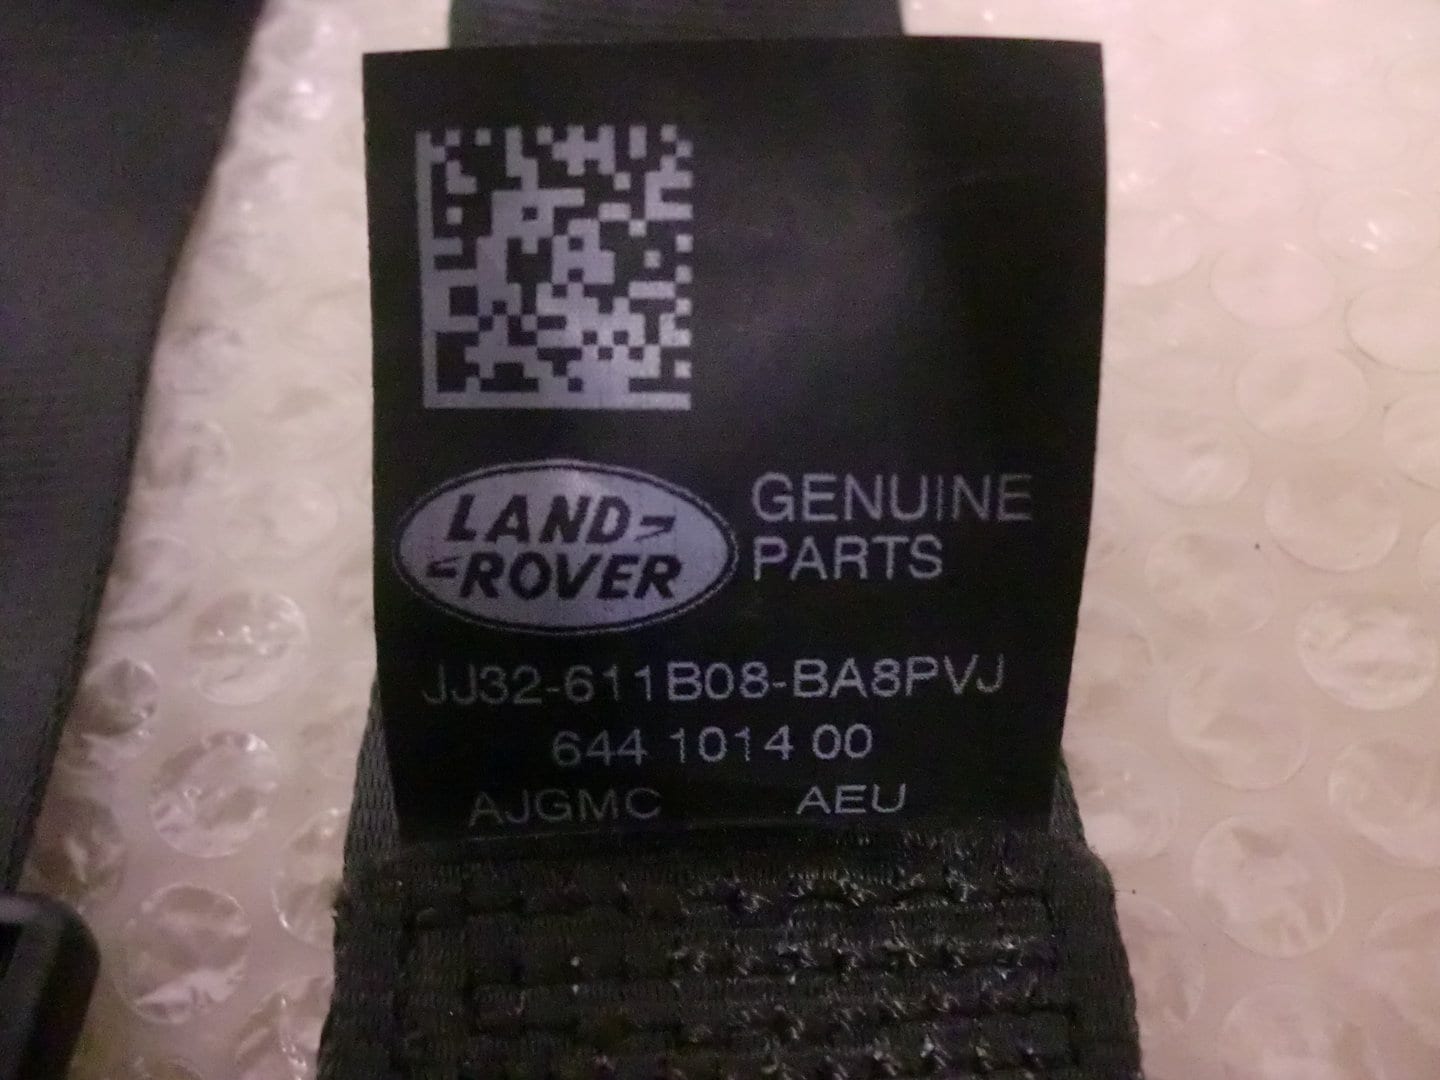 LAND
ROVER
GENUINE
PARTS
JJ32-611B08-BA8PVJ
644 1014 00
AJGMC AEU